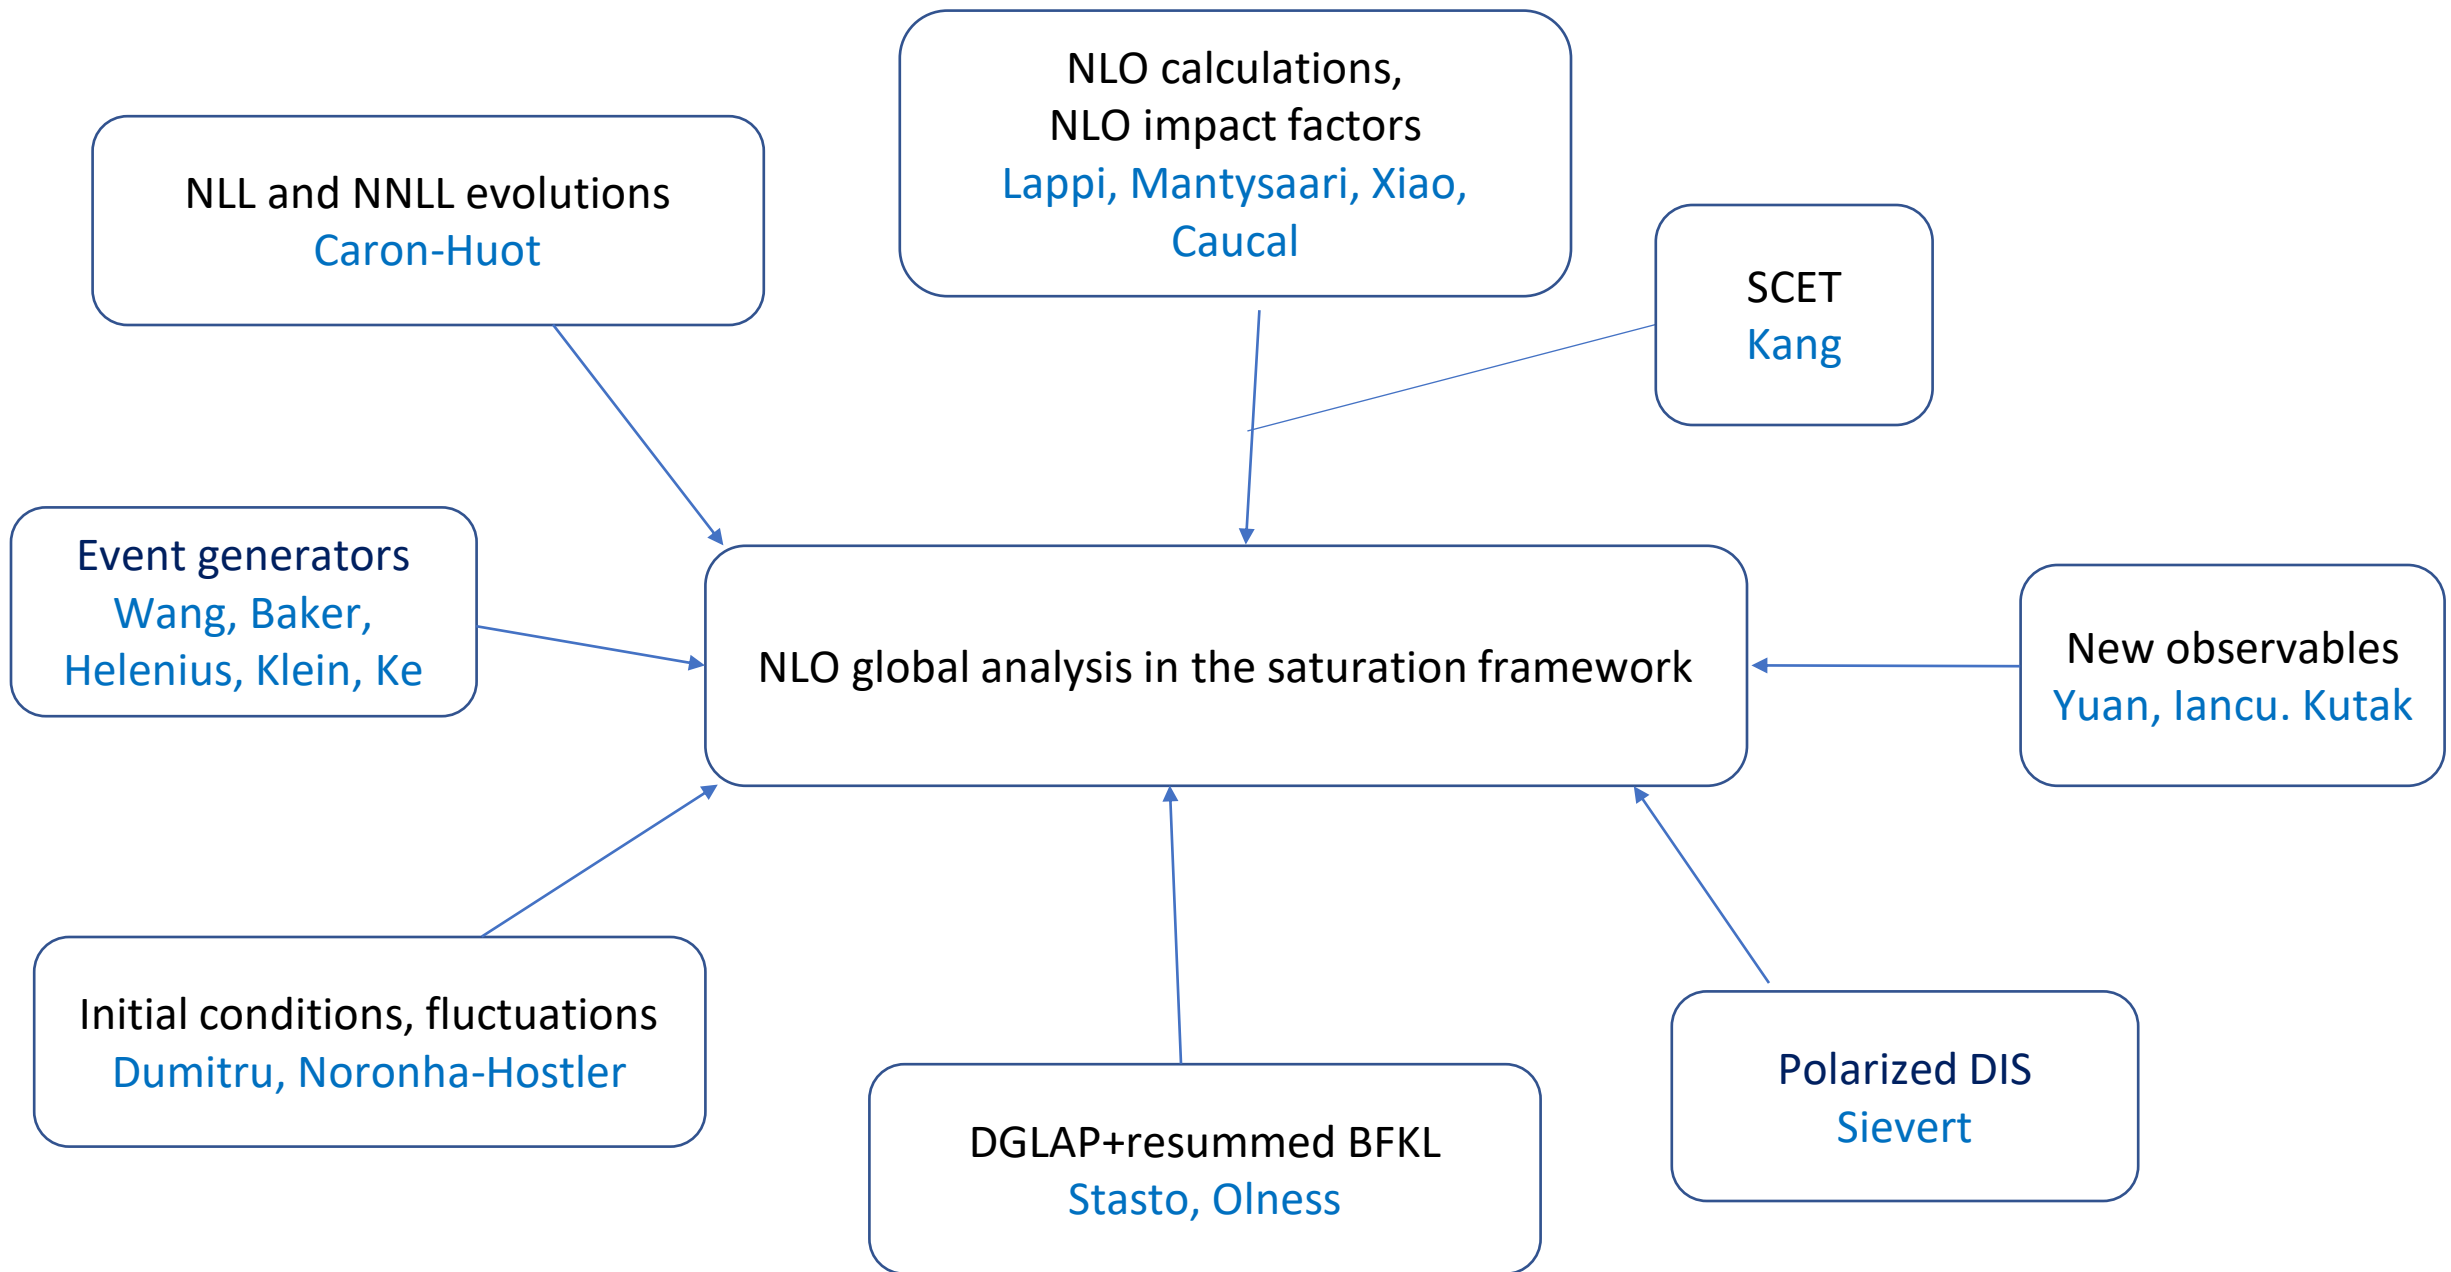 NLO calculations,
NLO impact factors
Lappi, Mantysaari, Xiao,
Caucal
NLL and NNLL evolutions
Caron-Huot
SCET
Kang
Event generators
Wang, Baker,
Helenius, Klein, Ke
NLO global analysis in the saturation framework
New observables
Yuan, Iancu. Kutak
Initial conditions, fluctuations
Dumitru, Noronha-Hostler
DGLAP+resummed BFKL
Stasto, Olness
Polarized DIS
Sievert